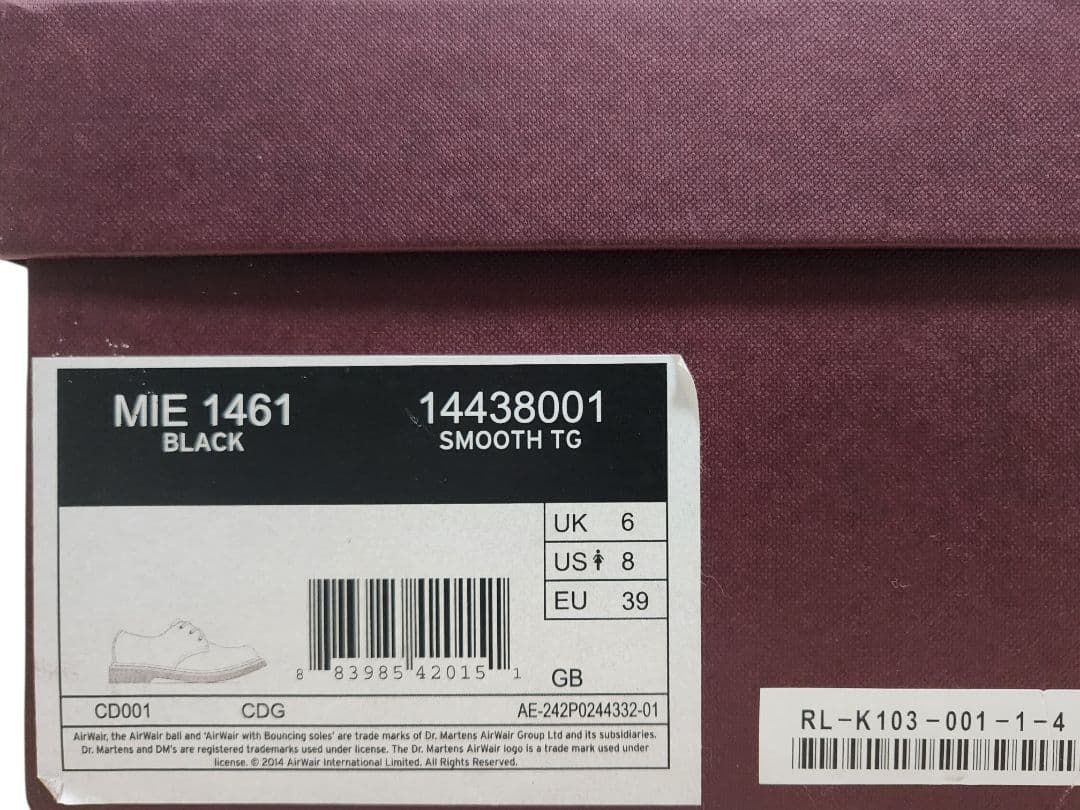 MIE 1461
BLACK
14438001
SMOOTH TG
UK 6
US 8
EU 39
8 83985 42015 1
GB
CD001 CDG AE-242P0244332-01
AirWair, the AirWair ball and 'AirWair with Bouncing soles' are trade marks of Dr. Martens AirWair Group Ltd and its subsidiaries.
Dr. Martens and DM's are registered trademarks used under license. The Dr. Martens AirWair logo is a trade mark used under
license. © 2014 AirWair International Limited. All Rights Reserved.
RL-K103-001-1-4